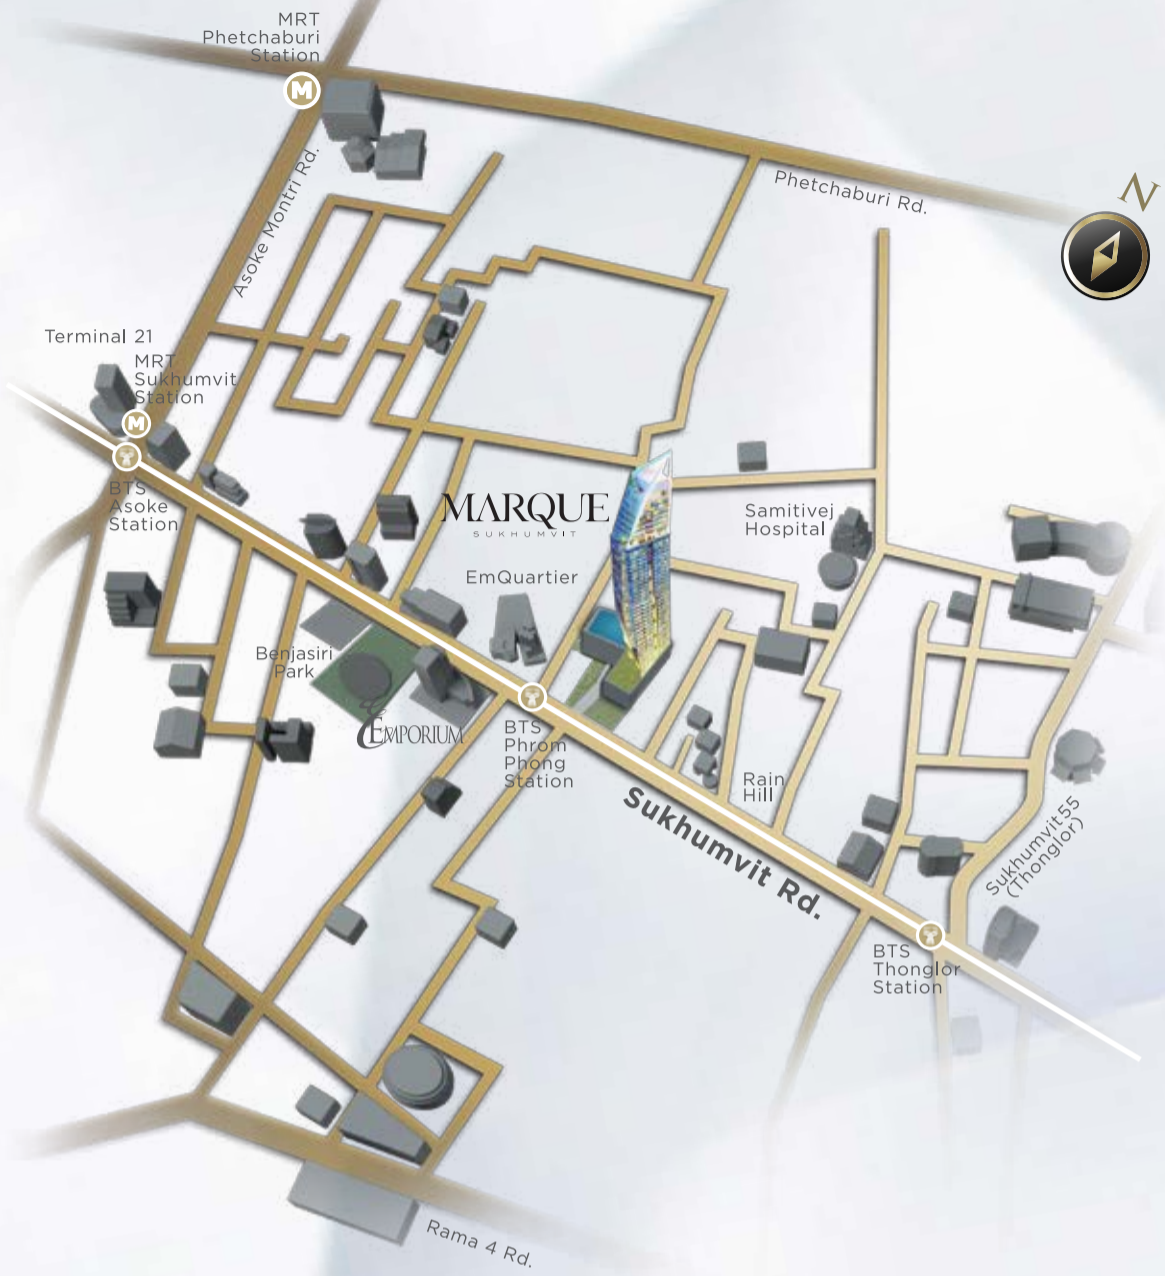 MRT
Phetchaburi
Station
M
Asoke Montri Rd.
Phetchaburi Rd.
N
Terminal 21
MRT
Sukhumvit
Station
M
BTS
Asoke
Station
MARQUE
SUKHUMVIT
EmQuartier
Samitivej
Hospital
Benjasiri
Park
EMPORIUM
BTS
Phrom
Phong
Station
Rain
Hill
Sukhumvit Rd.
Sukhumvit55
(Thonglor)
BTS
Thonglor
Station
Rama 4 Rd.